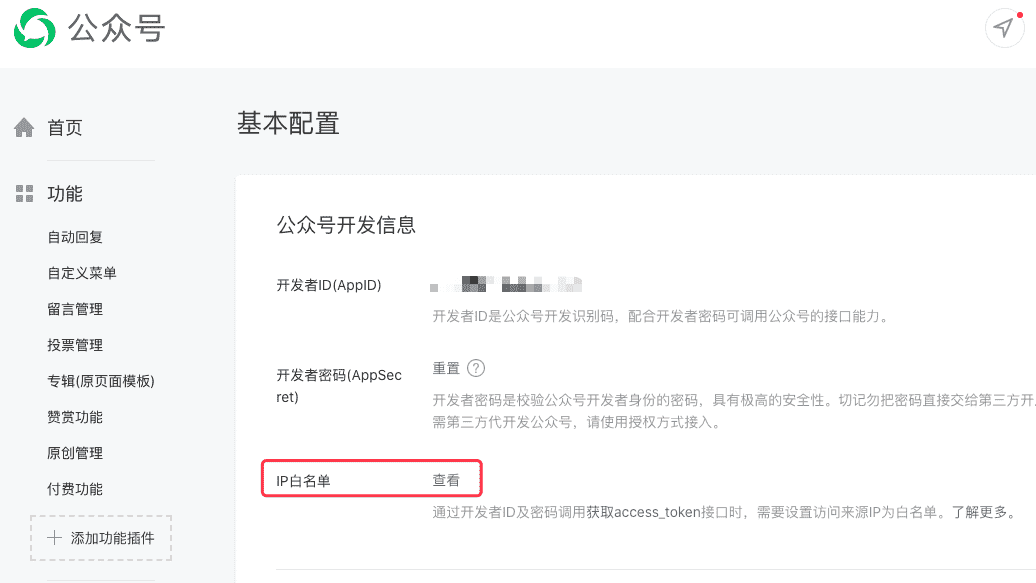 公众号
首页
功能
自动回复
自定义菜单
留言管理
投票管理
专辑(原页面模板)
赞赏功能
原创管理
付费功能
添加功能插件
基本配置
公众号开发信息
开发者ID(AppID)
开发者ID是公众号开发识别码，配合开发者密码可调用公众号的接口能力。
开发者密码(AppSec
ret)
重置 ?
开发者密码是校验公众号开发者身份的密码，具有极高的安全性。切记勿把密码直接交给第三方开
需第三方代开发公众号，请使用授权方式接入。
IP白名单 查看
通过开发者ID及密码调用获取access_token接口时，需要设置访问来源IP为白名单。了解更多。